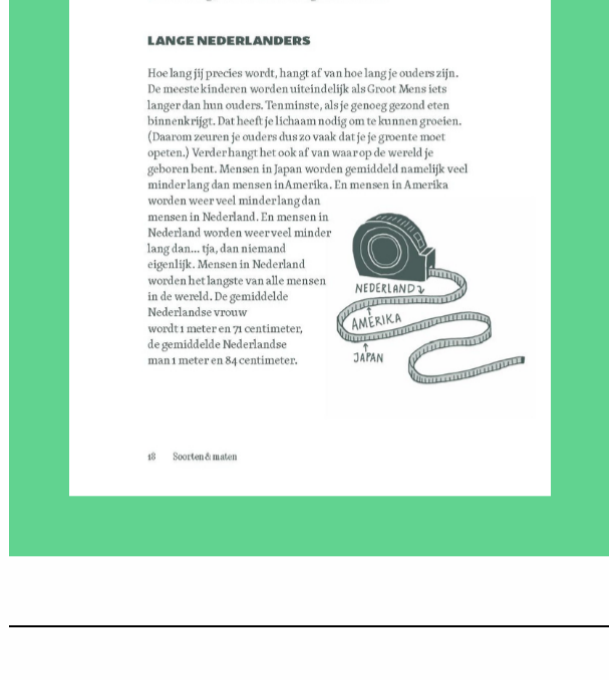 LANGE NEDERLANDERS
Hoe lang jij precies wordt, hangt af van hoe lang je ouders zijn.
De meeste kinderen worden uiteindelijk als Groot Mens iets
langer dan hun ouders. Tenminste, als je genoeg gezond eten
binnenkrijgt. Dat heeft je lichaam nodig om te kunnen groeien.
(Daarom zeuren je ouders dus zo vaak dat je je groente moet
opeten.) Verder hangt het ook af van waar op de wereld je
geboren bent. Mensen in Japan worden gemiddeld namelijk veel
minder lang dan mensen in Amerika. En mensen in Amerika
worden weer veel minder lang dan
mensen in Nederland. En mensen in
Nederland worden weer veel minder
lang dan... tja, dan niemand
eigenlijk. Mensen in Nederland
worden het langste van alle mensen
in de wereld. De gemiddelde
Nederlandse vrouw
wordt 1 meter en 71 centimeter,
de gemiddelde Nederlandse
man 1 meter en 84 centimeter.
NEDERLAND
AMERIKA
JAPAN
18 Soorten & maten